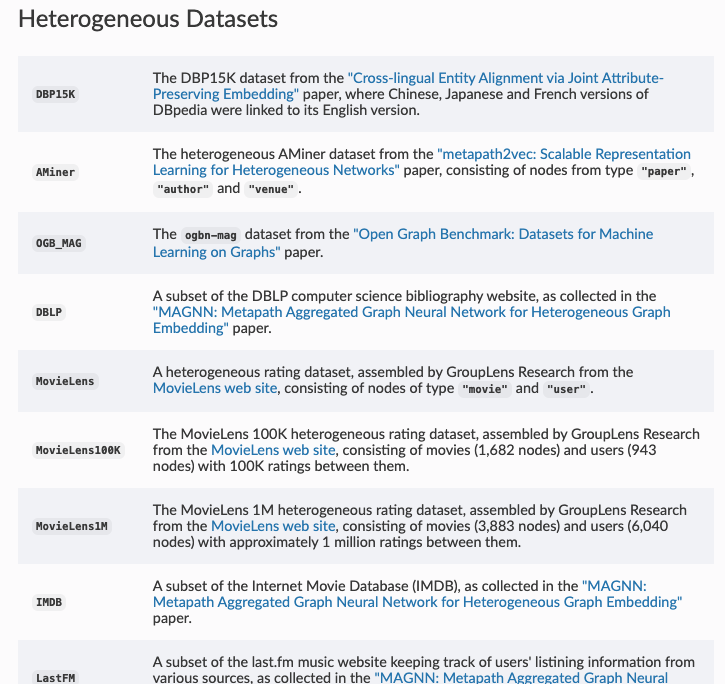 Heterogeneous Datasets
DBP15K
The DBP15K dataset from the "Cross-lingual Entity Alignment via Joint Attribute-
Preserving Embedding" paper, where Chinese, Japanese and French versions of
DBpedia were linked to its English version.
AMiner
The heterogeneous AMiner dataset from the "metapath2vec: Scalable Representation
Learning for Heterogeneous Networks" paper, consisting of nodes from type "paper",
"author" and "venue".
OGB_MAG
The ogbn-mag dataset from the "Open Graph Benchmark: Datasets for Machine
Learning on Graphs" paper.
DBLP
A subset of the DBLP computer science bibliography website, as collected in the
"MAGNN: Metapath Aggregated Graph Neural Network for Heterogeneous Graph
Embedding" paper.
MovieLens
A heterogeneous rating dataset, assembled by GroupLens Research from the
MovieLens web site, consisting of nodes of type "movie" and "user".
MovieLens100K
The MovieLens 100K heterogeneous rating dataset, assembled by GroupLens Research
from the MovieLens web site, consisting of movies (1,682 nodes) and users (943
nodes) with 100K ratings between them.
MovieLens1M
The MovieLens 1M heterogeneous rating dataset, assembled by GroupLens Research
from the MovieLens web site, consisting of movies (3,883 nodes) and users (6,040
nodes) with approximately 1 million ratings between them.
IMDB
A subset of the Internet Movie Database (IMDB), as collected in the "MAGNN:
Metapath Aggregated Graph Neural Network for Heterogeneous Graph Embedding"
paper.
LastFM
A subset of the last.fm music website keeping track of users' listining information from
various sources, as collected in the "MAGNN: Metapath Aggregated Graph Neural